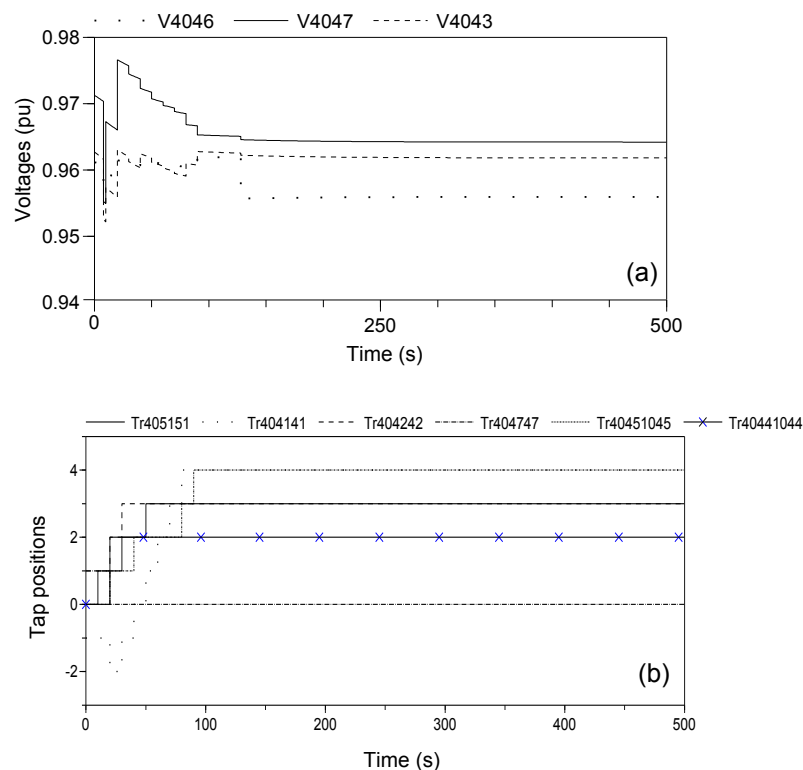 V4046 V4047 V4043
0.98
0.97
0.96
0.95
0.94
Voltages (pu)
(a)
0 250 500
Time (s)
Tr405151 Tr404141 Tr404242 Tr404747 Tr40451045 Tr40441044
4
2
0
-2
Tap positions
(b)
0 100 200 300 400 500
Time (s)